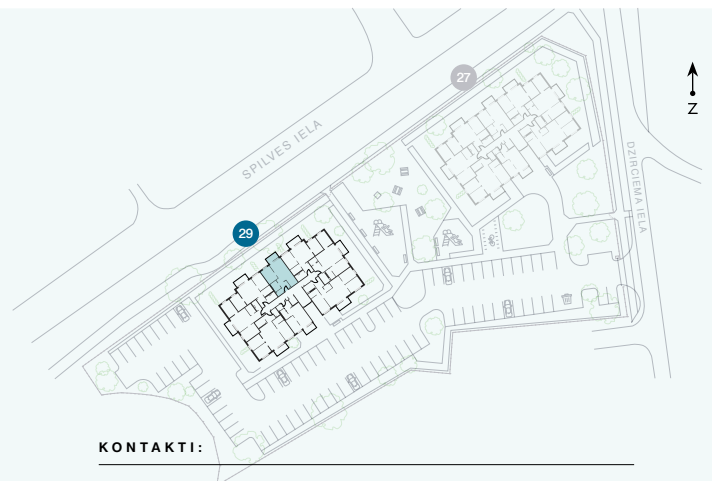 27
Z
SPILVES IELA
DZIRCIEMA IELA
29
KONTAKTI: